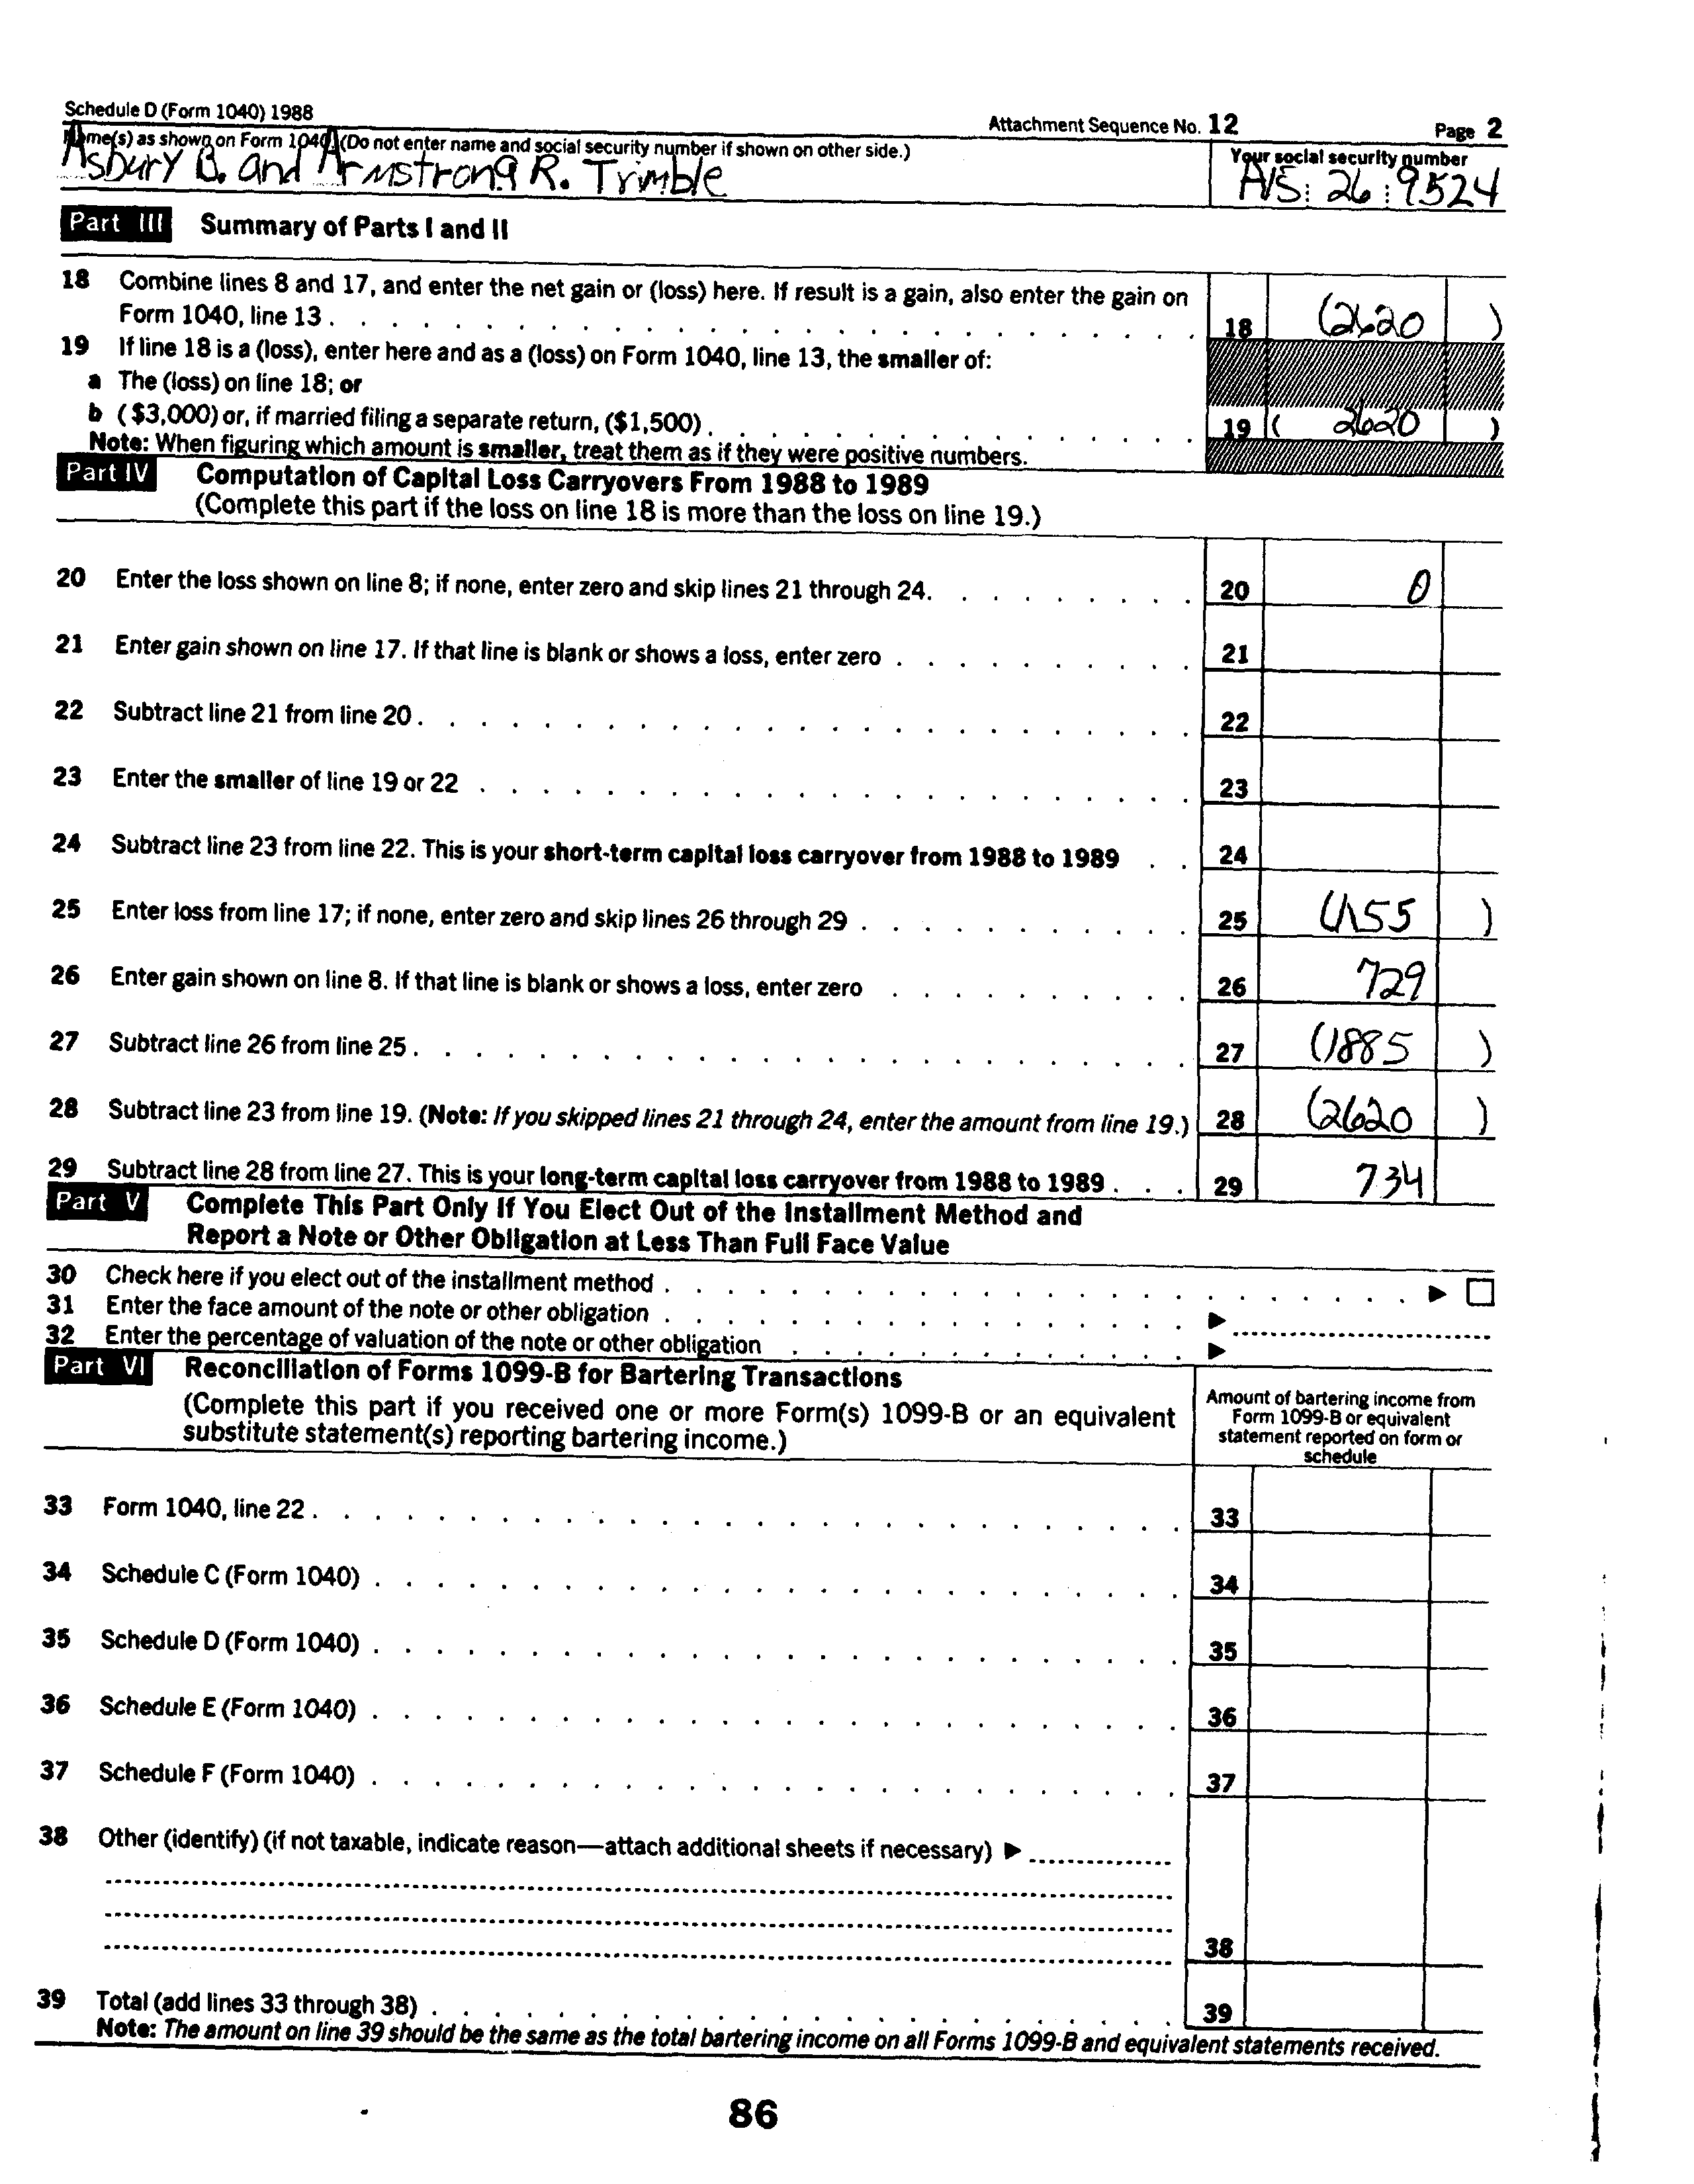 Schedule D (Form 1040) 1988 Attachment Sequence No. 12 Page 2
Name(s) as shown on Form 1040. (Do not enter name and social security number if shown on other side.) Your social security number
Asbury B. and Armstrong R. Trimble 26 9524
Part III Summary of Parts I and II
18 Combine lines 8 and 17, and enter the net gain or (loss) here. If result is a gain, also enter the gain on
Form 1040, line 13 . . . 18 (2620 )
19 If line 18 is a (loss), enter here and as a (loss) on Form 1040, line 13, the smaller of:
a The (loss) on line 18; or
b ($3,000) or, if married filing a separate return, ($1,500) . . . 19 ( 2620 )
Note: When figuring which amount is smaller, treat them as if they were positive numbers.
Part IV Computation of Capital Loss Carryovers From 1988 to 1989
(Complete this part if the loss on line 18 is more than the loss on line 19.)
20 Enter the loss shown on line 8; if none, enter zero and skip lines 21 through 24. . . . 20 0
21 Enter gain shown on line 17. If that line is blank or shows a loss, enter zero . . . 21
22 Subtract line 21 from line 20 . . . 22
23 Enter the smaller of line 19 or 22 . . . 23
24 Subtract line 23 from line 22. This is your short-term capital loss carryover from 1988 to 1989 . . 24
25 Enter loss from line 17; if none, enter zero and skip lines 26 through 29 . . . 25 )
26 Enter gain shown on line 8. If that line is blank or shows a loss, enter zero . . . 26 729
27 Subtract line 26 from line 25 . . . 27 (1885 )
28 Subtract line 23 from line 19. (Note: If you skipped lines 21 through 24, enter the amount from line 19.) 28 (2620 )
29 Subtract line 28 from line 27. This is your long-term capital loss carryover from 1988 to 1989 . . . 29 734
Part V Complete This Part Only If You Elect Out of the Installment Method and
Report a Note or Other Obligation at Less Than Full Face Value
30 Check here if you elect out of the installment method . . . ▶ □
31 Enter the face amount of the note or other obligation . . . ▶
32 Enter the percentage of valuation of the note or other obligation . . . ▶
Part VI Reconciliation of Forms 1099-B for Bartering Transactions
(Complete this part if you received one or more Form(s) 1099-B or an equivalent
substitute statement(s) reporting bartering income.)
Amount of bartering income from
Form 1099-B or equivalent
statement reported on form or
schedule
33 Form 1040, line 22 . . . 33
34 Schedule C (Form 1040) . . . 34
35 Schedule D (Form 1040) . . . 35
36 Schedule E (Form 1040) . . . 36
37 Schedule F (Form 1040) . . . 37
38 Other (identify) (if not taxable, indicate reason—attach additional sheets if necessary) ▶
38
39 Total (add lines 33 through 38) . . . 39
Note: The amount on line 39 should be the same as the total bartering income on all Forms 1099-B and equivalent statements received.
86